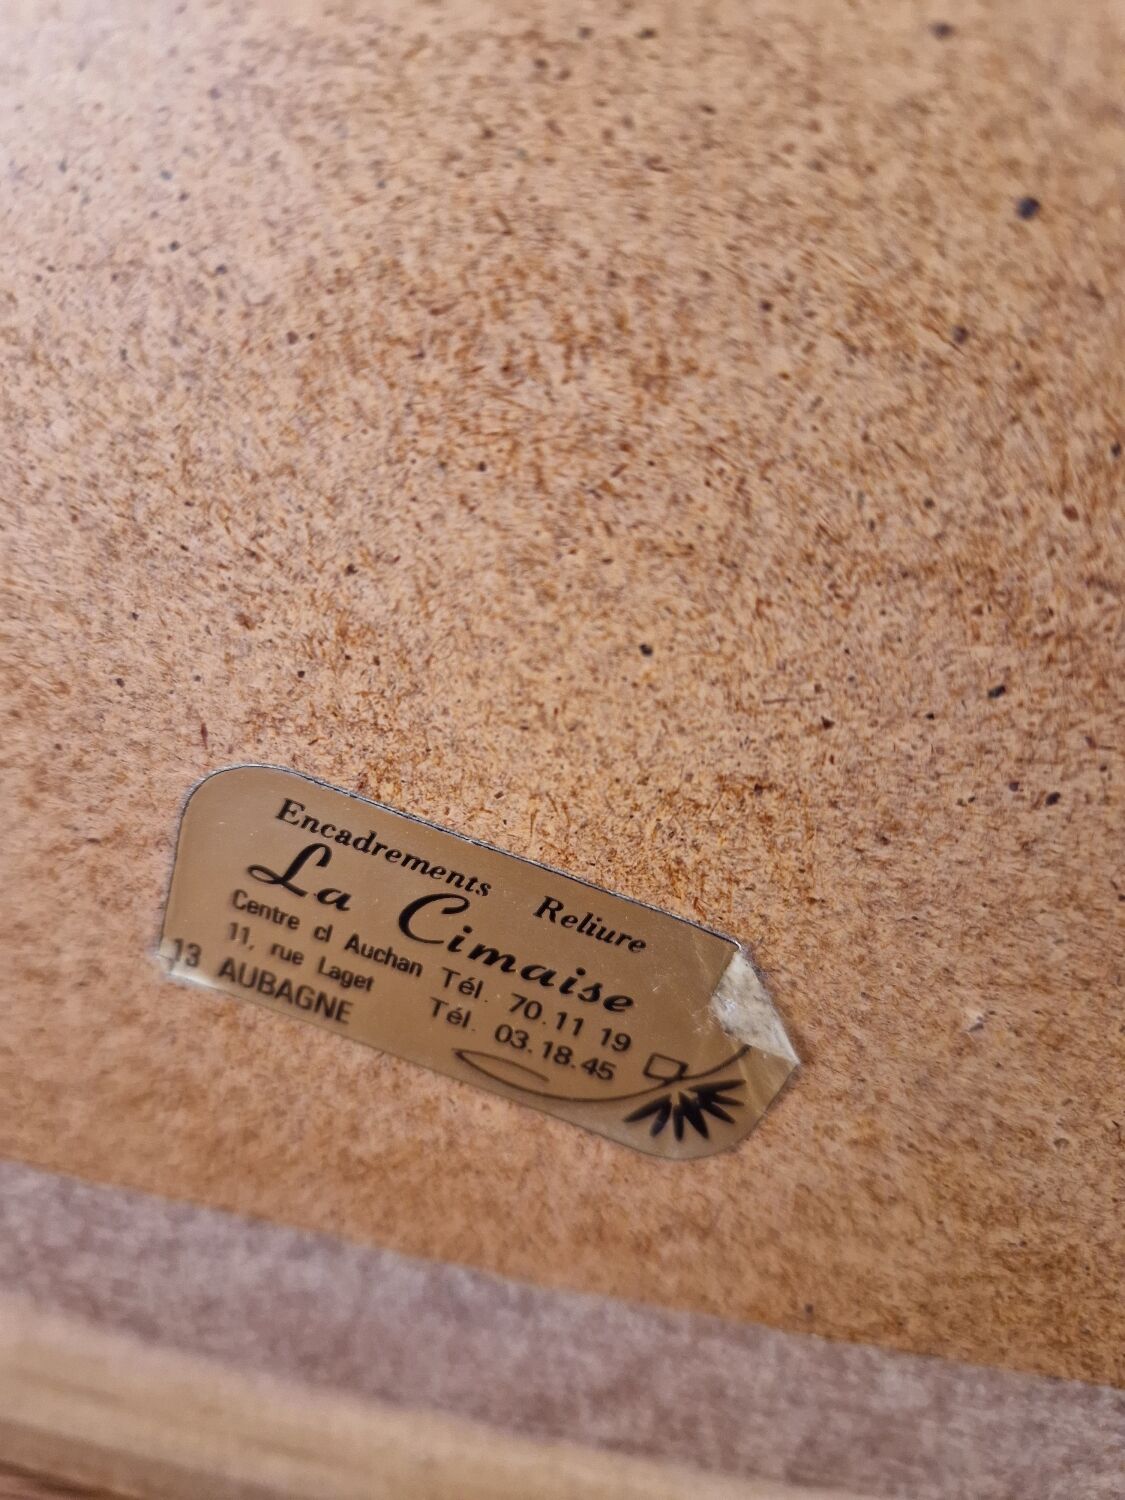 Encadrements Reliure
La Cimaise
Centre cl Auchan Tél. 70.11 19
11, rue Laget Tél. 03.18.45
13 AUBAGNE